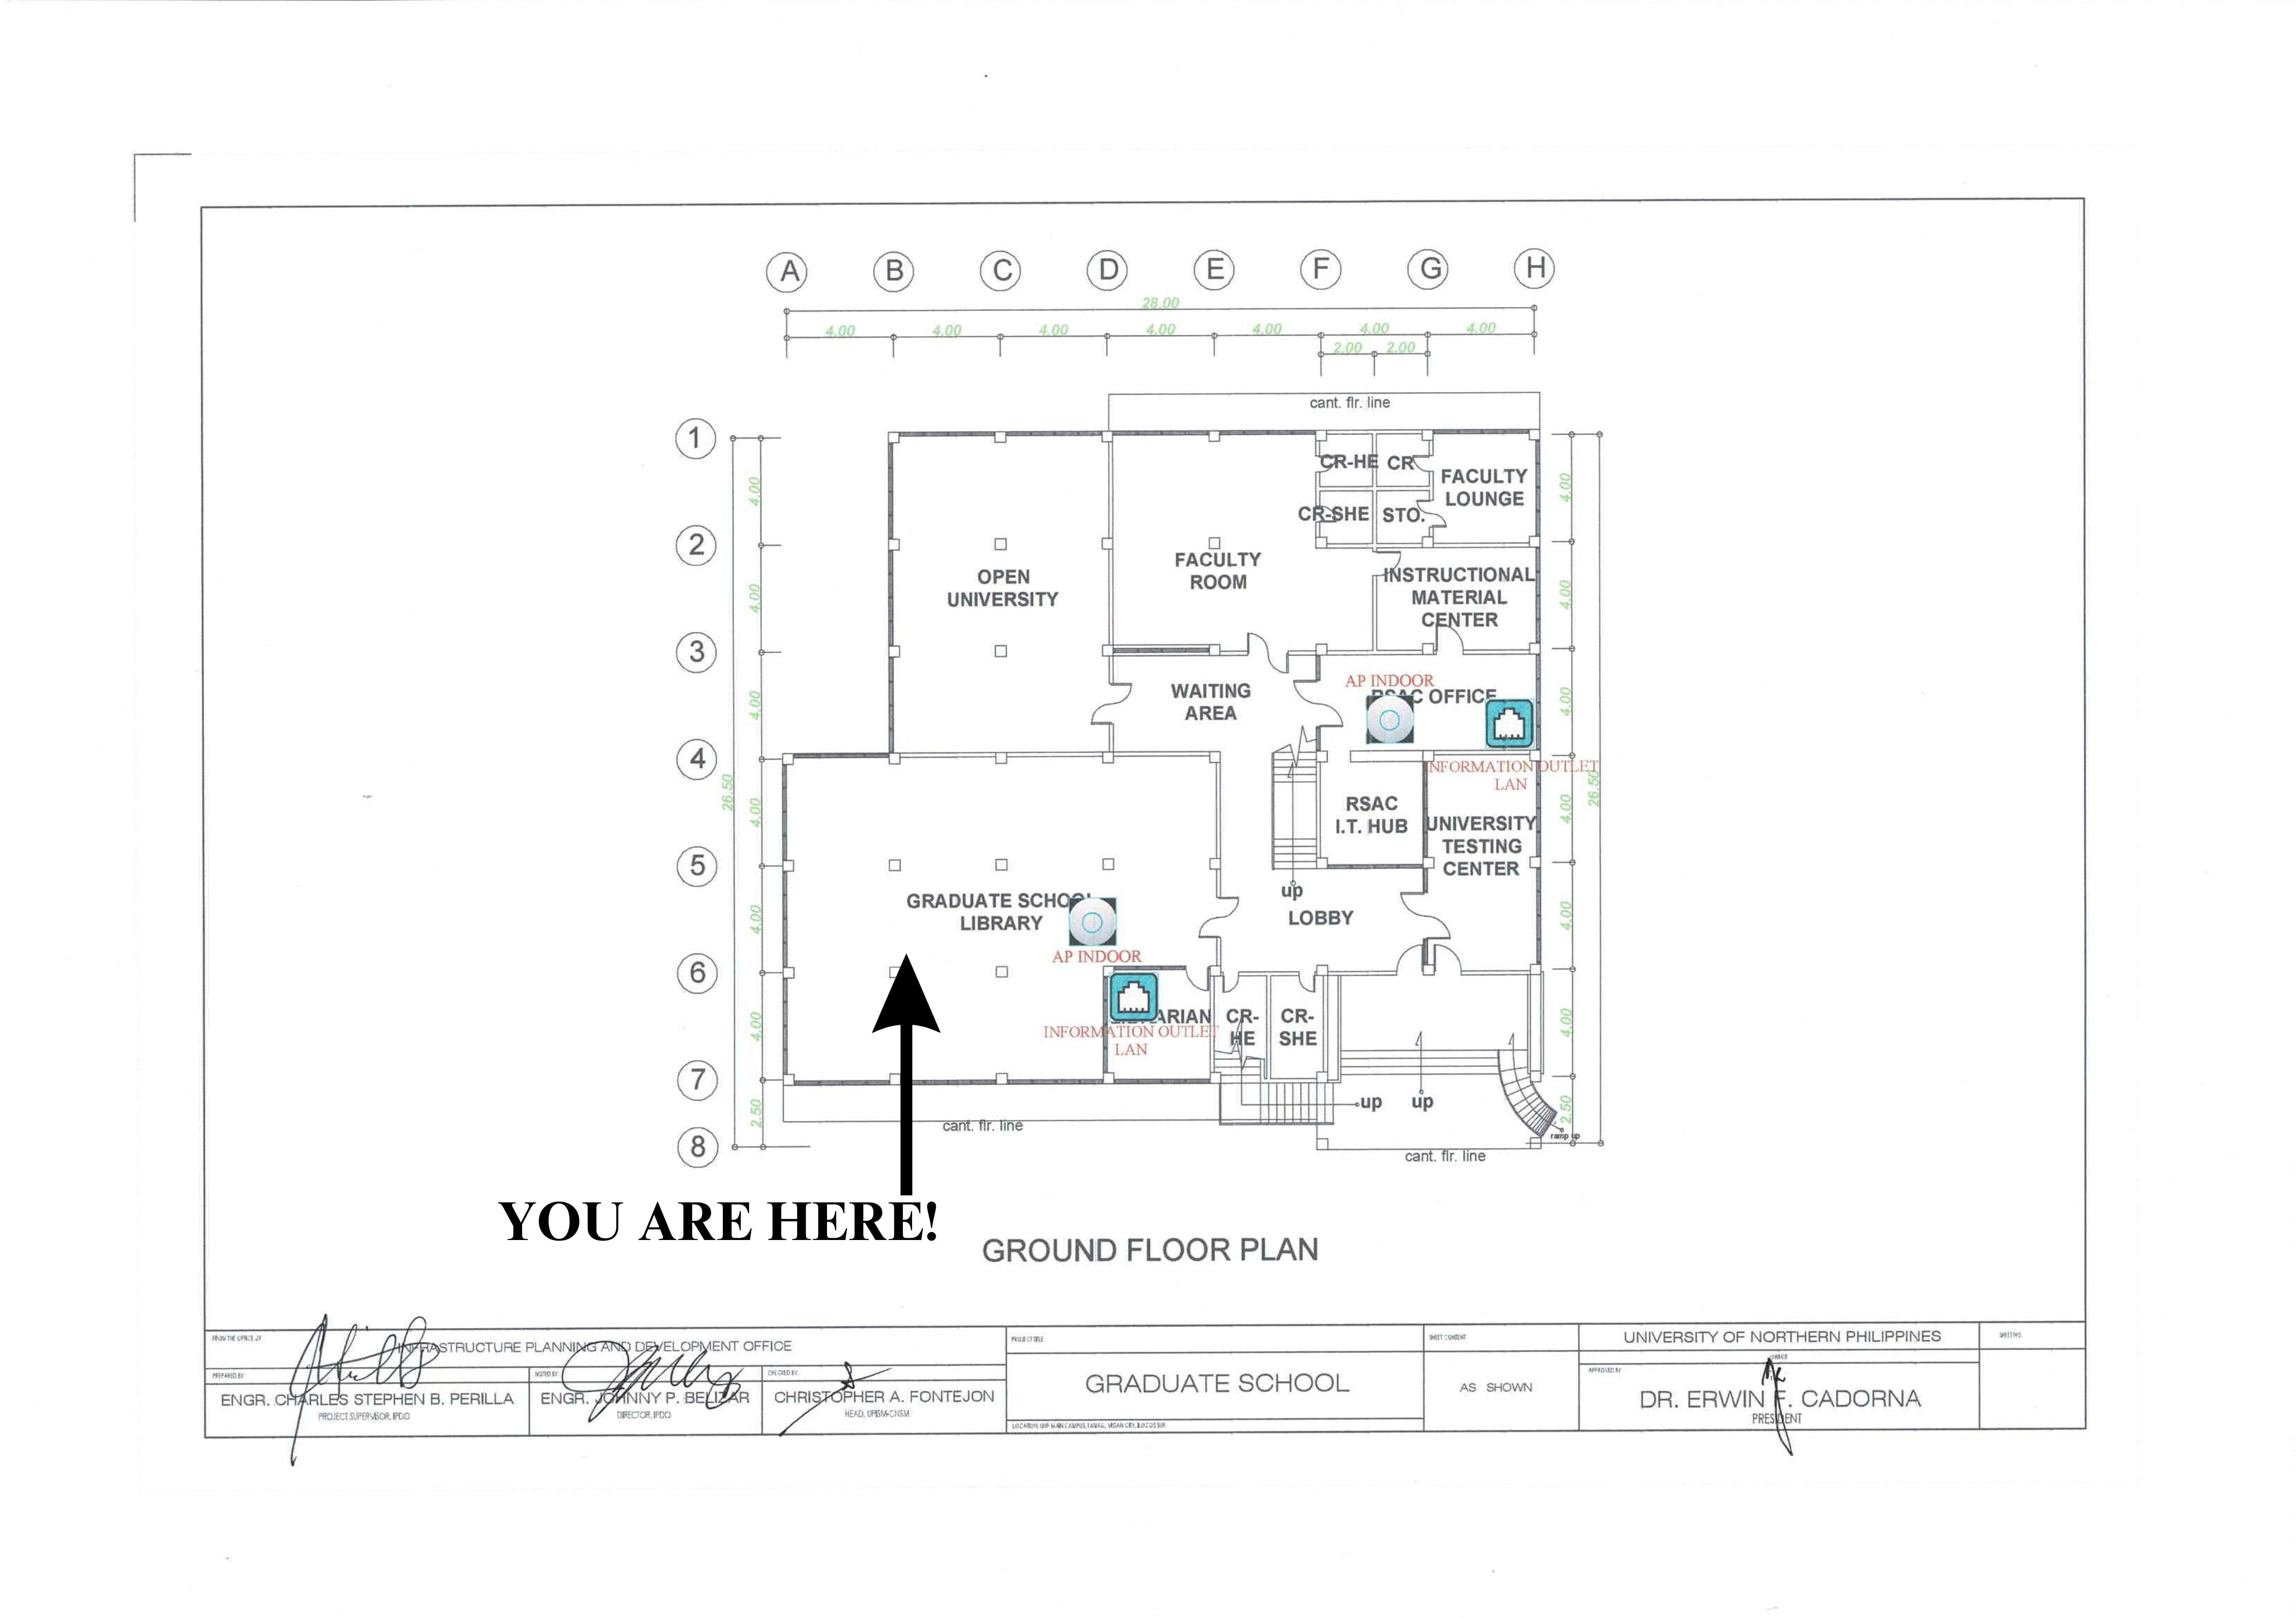 A B C D E F G H
28.00
4.00 4.00 4.00 4.00 4.00 4.00 4.00
2.00 2.00
cant. flr. line
1
2
3
4
5
6
7
8
4.00
4.00
4.00
4.00
4.00
4.00
2.50
26.50
CR-HE CR
FACULTY
LOUNGE
CR-SHE STO.
FACULTY
ROOM
OPEN
UNIVERSITY
INSTRUCTIONAL
MATERIAL
CENTER
WAITING
AREA
AP INDOOR
OFFICE
INFORMATION OUTLET
LAN
RSAC
I.T. HUB
UNIVERSITY
TESTING
CENTER
up
LOBBY
GRADUATE SCHOOL
LIBRARY
AP INDOOR
INFORMATION OUTLET
LAN
CR-
HE
CR-
SHE
up
up
ramp up
4.00
4.00
4.00
4.00
4.00
4.00
2.50
26.50
cant. flr. line
cant. flr. line
YOU ARE HERE!
GROUND FLOOR PLAN
FROM THE OFFICE OF
INFRASTRUCTURE PLANNING AND DEVELOPMENT OFFICE
PREPARED BY:
ENGR. CHARLES STEPHEN B. PERILLA
PROJECT SUPERVISOR, IPDO
NOTED BY:
ENGR. JOHNNY P. BELIZAR
DIRECTOR, IPDO
CHECKED BY:
CHRISTOPHER A. FONTEJON
HEAD, UPISM-CNSM
PROJECT TITLE
GRADUATE SCHOOL
LOCATION: UNP MAIN CAMPUS, TAMAG, VIGAN CITY, ILOCOS SUR
SHEET CONTENT
AS SHOWN
UNIVERSITY OF NORTHERN PHILIPPINES
OWNER
APPROVED BY
DR. ERWIN F. CADORNA
PRESIDENT
SHEET NO.